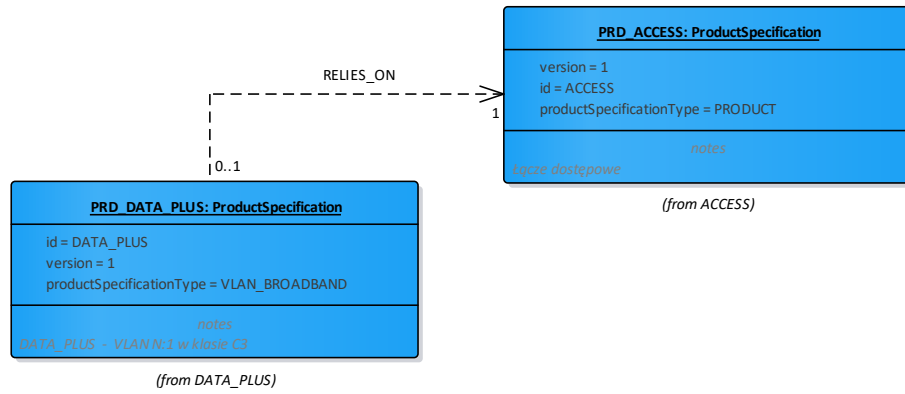 PRD_ACCESS: ProductSpecification
version = 1
id = ACCESS
productSpecificationType = PRODUCT
notes
Łącze dostępowe
(from ACCESS)
RELIES_ON
1
0..1
PRD_DATA_PLUS: ProductSpecification
id = DATA_PLUS
version = 1
productSpecificationType = VLAN_BROADBAND
notes
DATA_PLUS - VLAN N:1 w klasie C3
(from DATA_PLUS)